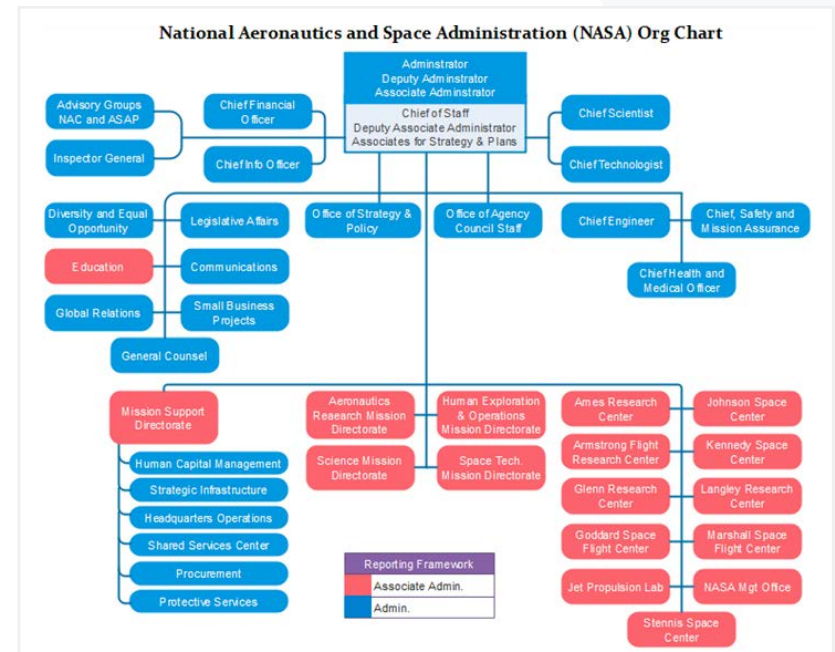 National Aeronautics and Space Administration (NASA) Org Chart
Adminstrator
Deputy Adminstrator
Associate Adminstrator
Chief of Staff
Deputy Associate Administrator
Associates for Strategy & Plans
Advisory Groups
NAC and ASAP
Chief Financial
Officer
Chief Scientist
Inspector General
Chief Info Officer
Chief Technologist
Diversity and Equal
Opportunity
Legislative Affairs
Office of Strategy &
Policy
Office of Agency
Council Staff
Chief Engineer
Chief, Safety and
Mission Assurance
Education
Communications
Chief Health and
Medical Officer
Global Relations
Small Business
Projects
General Counsel
Mission Support
Directorate
Human Capital Management
Strategic Infrastructure
Headquarters Operations
Shared Services Center
Procurement
Protective Services
Aeronautics
Reaearch Mission
Directorate
Human Exploration
& Operations
Mission Directorate
Science Mission
Directorate
Space Tech.
Mission Directorate
Ames Research
Center
Johnson Space
Center
Armstrong Flight
Research Center
Kennedy Space
Center
Glenn Research
Center
Langley Research
Center
Goddard Space
Flight Center
Marshall Space
Flight Center
Jet Propulsion Lab
NASA Mgt Office
Stennis Space
Center
Reporting Framework
Associate Admin.
Admin.